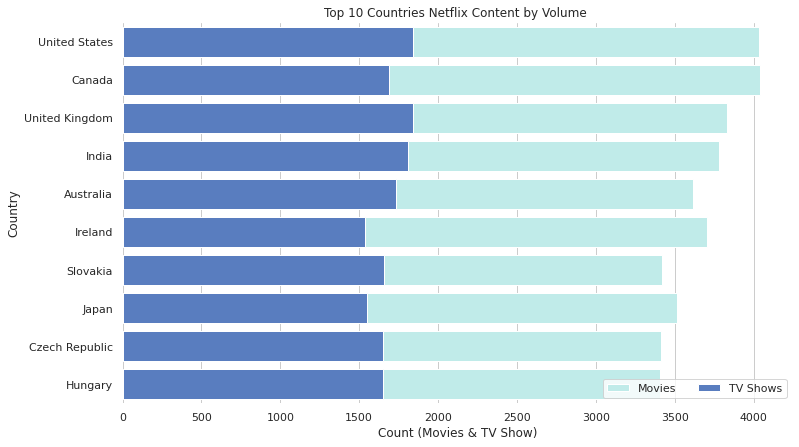 Top 10 Countries Netflix Content by Volume
United States
Canada
United Kingdom
India
Australia
Ireland
Slovakia
Japan
Czech Republic
Hungary
Country
Movies TV Shows
0 500 1000 1500 2000 2500 3000 3500 4000
Count (Movies & TV Show)